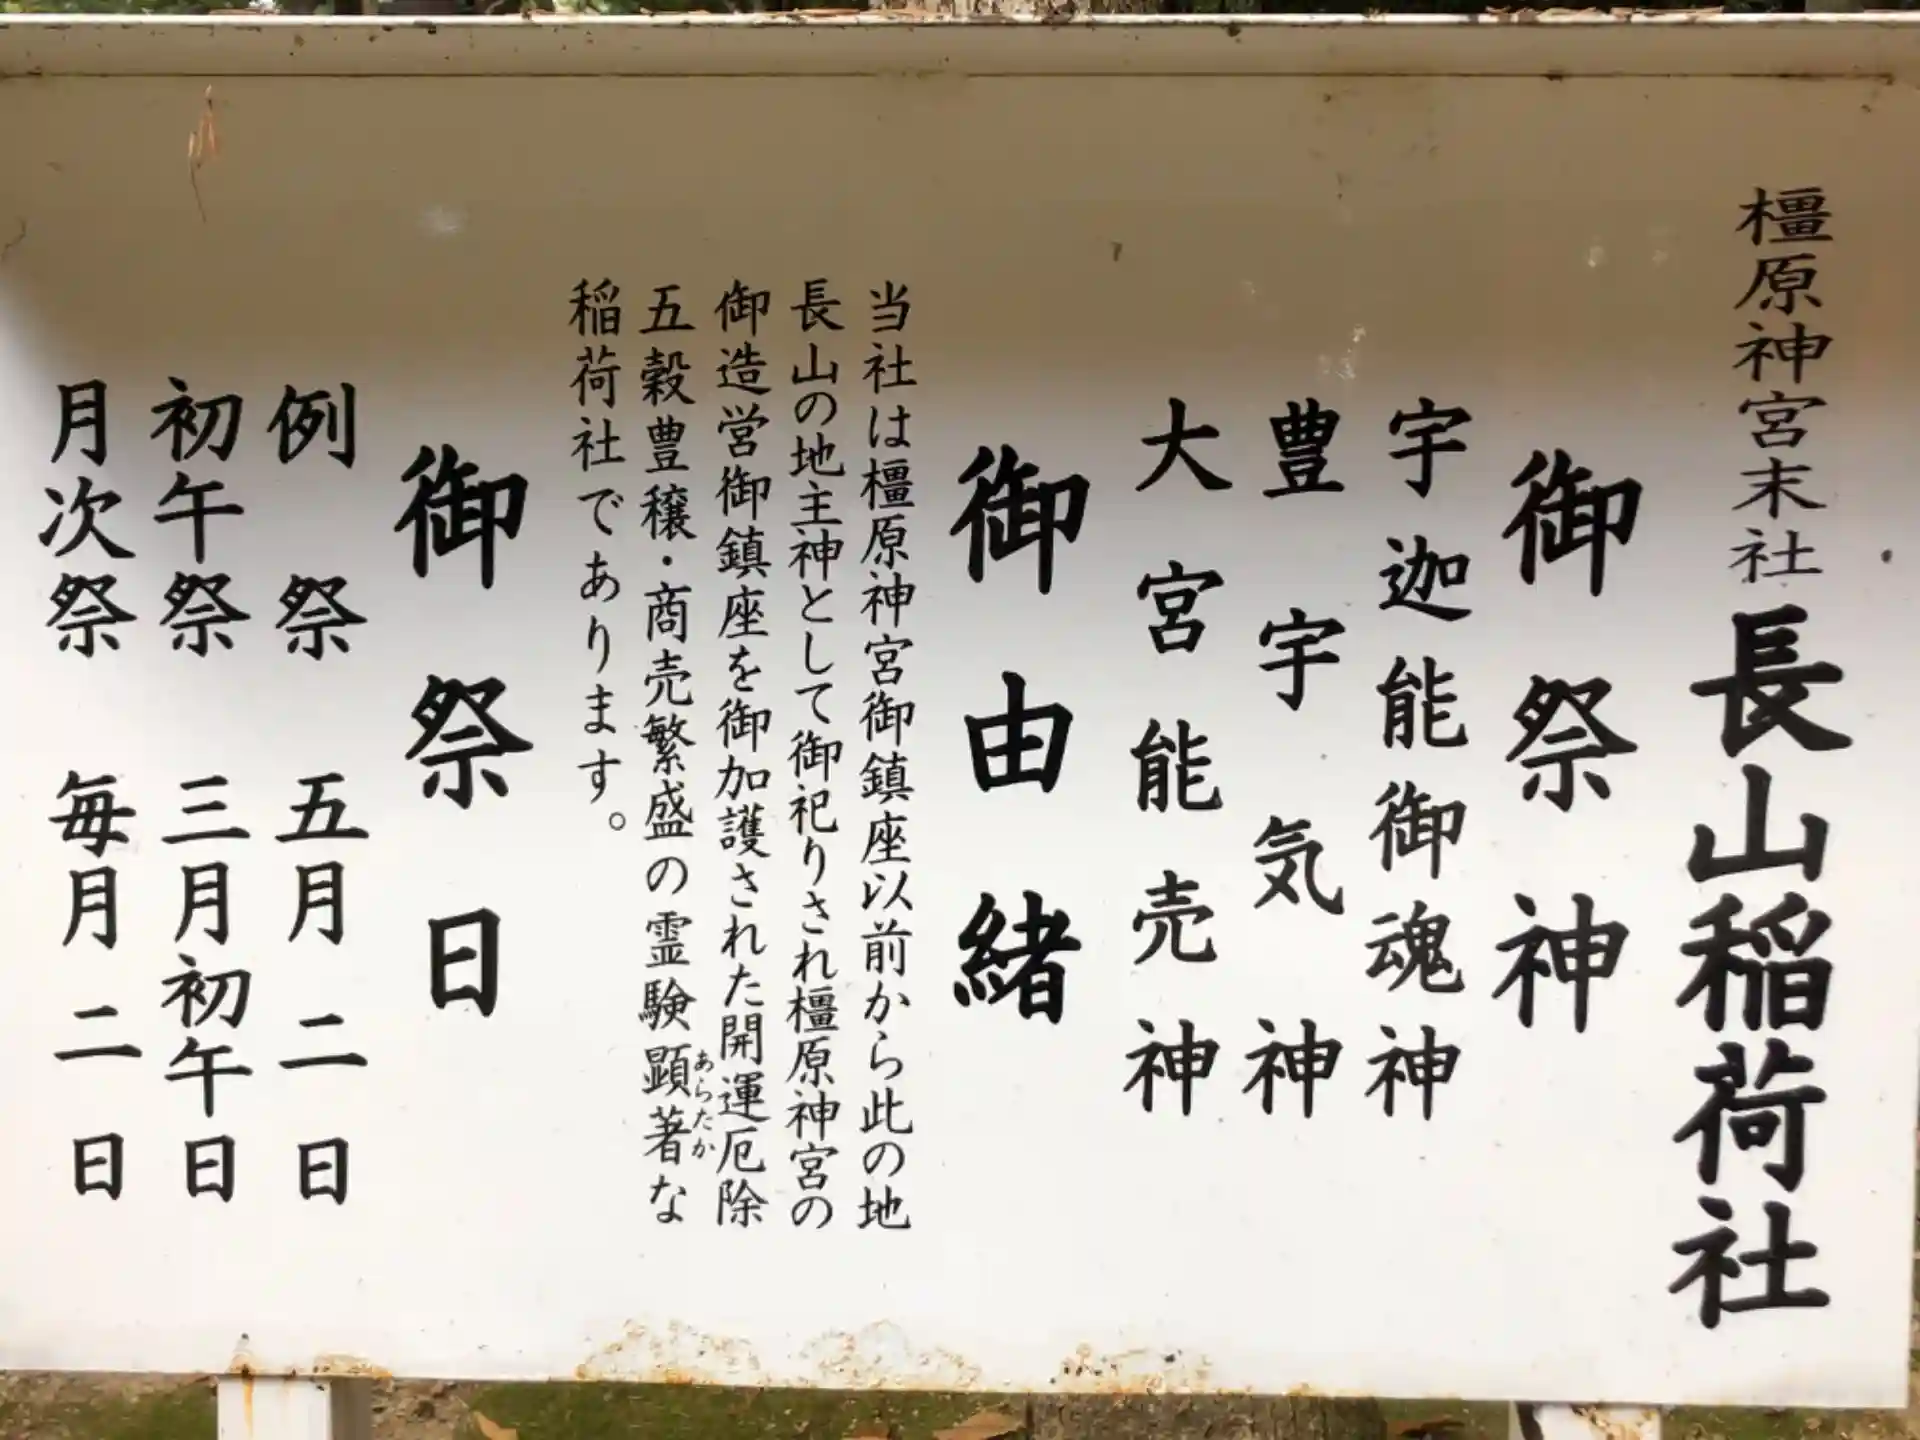 橿原神宮末社 長山稲荷社
御祭神
宇迦能御魂神
豊宇気神
大宮能売神
御由緒
当社は橿原神宮御鎮座以前から此の地
長山の地主神として御祀りされ橿原神宮の
御造営御鎮座を御加護された開運厄除
五穀豊穣・商売繁盛の霊験顕著な
あらたか
稲荷社であります。
御祭日
例祭 五月二日
初午祭 三月初午日
月次祭 毎月二日